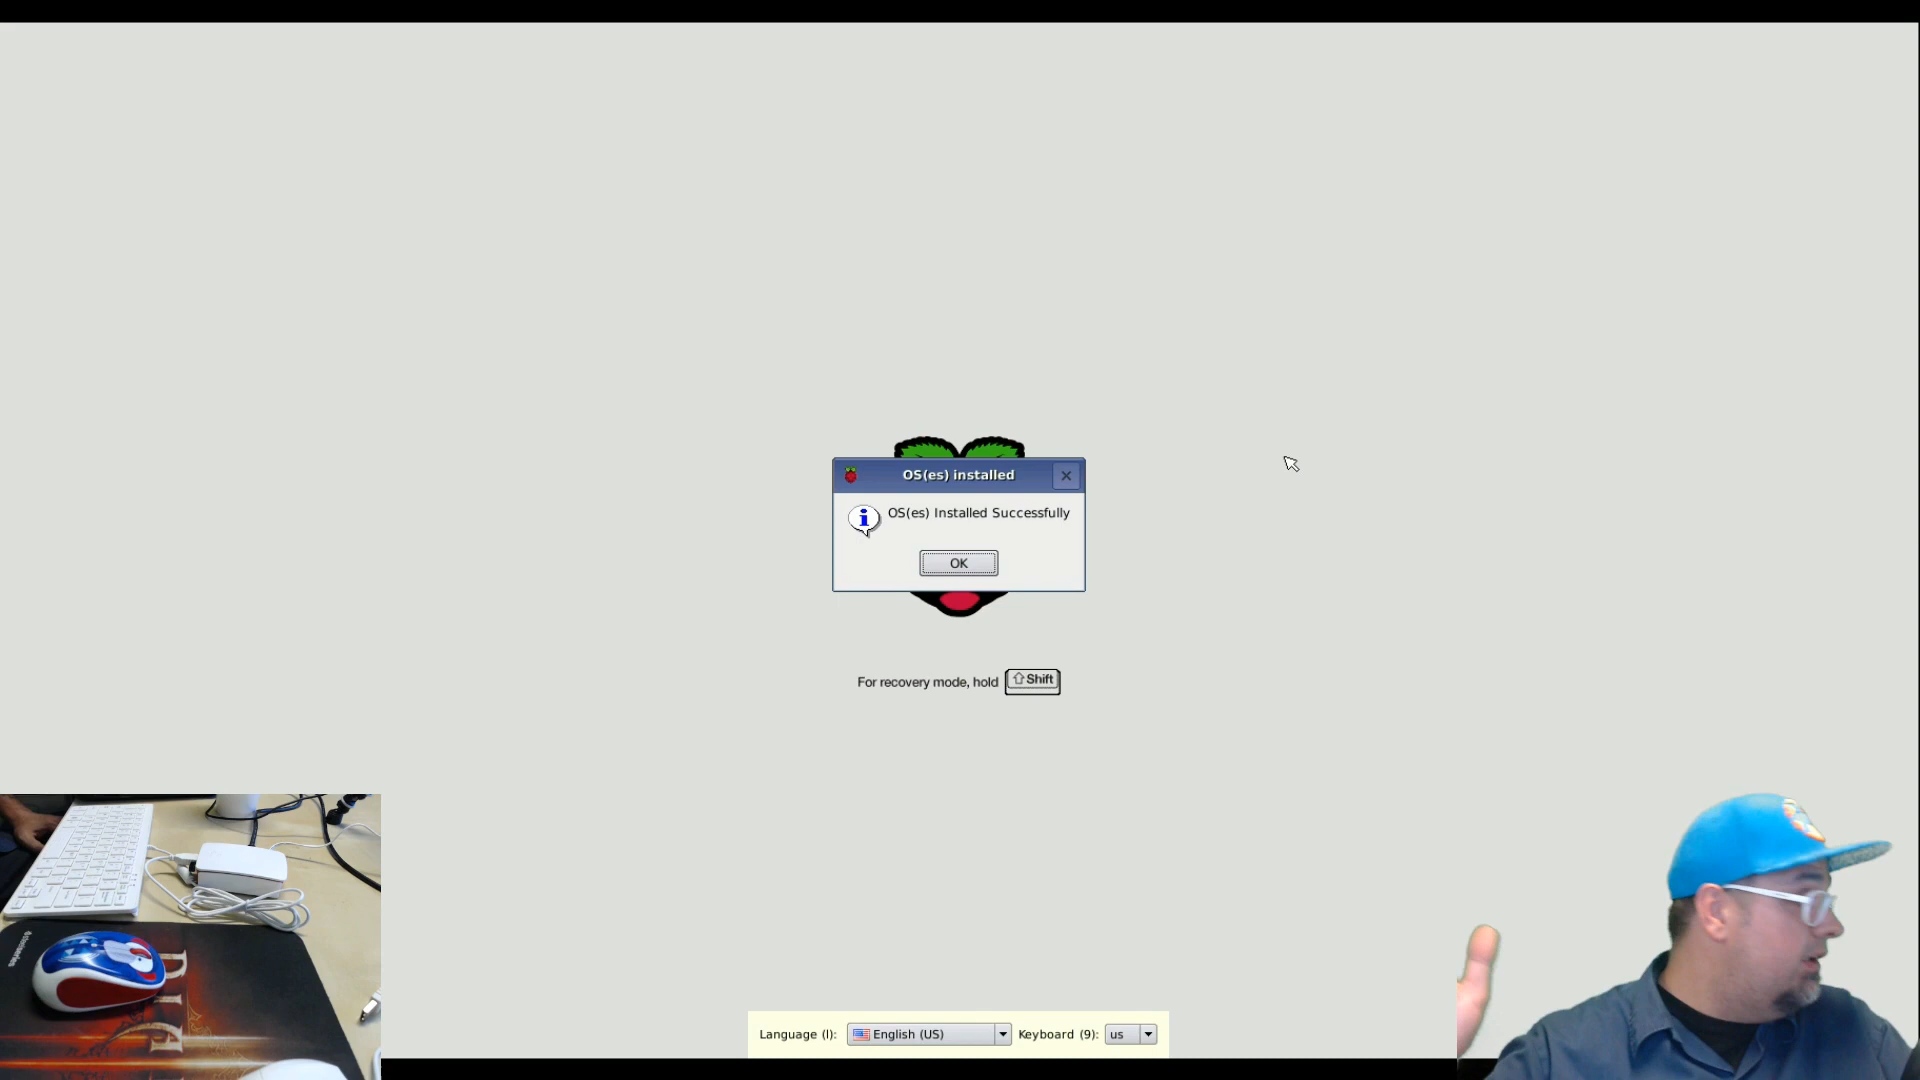 OS(es) installed
OS(es) Installed Successfully
OK
For recovery mode, hold Shift
Language (l): English (US) Keyboard (9): us